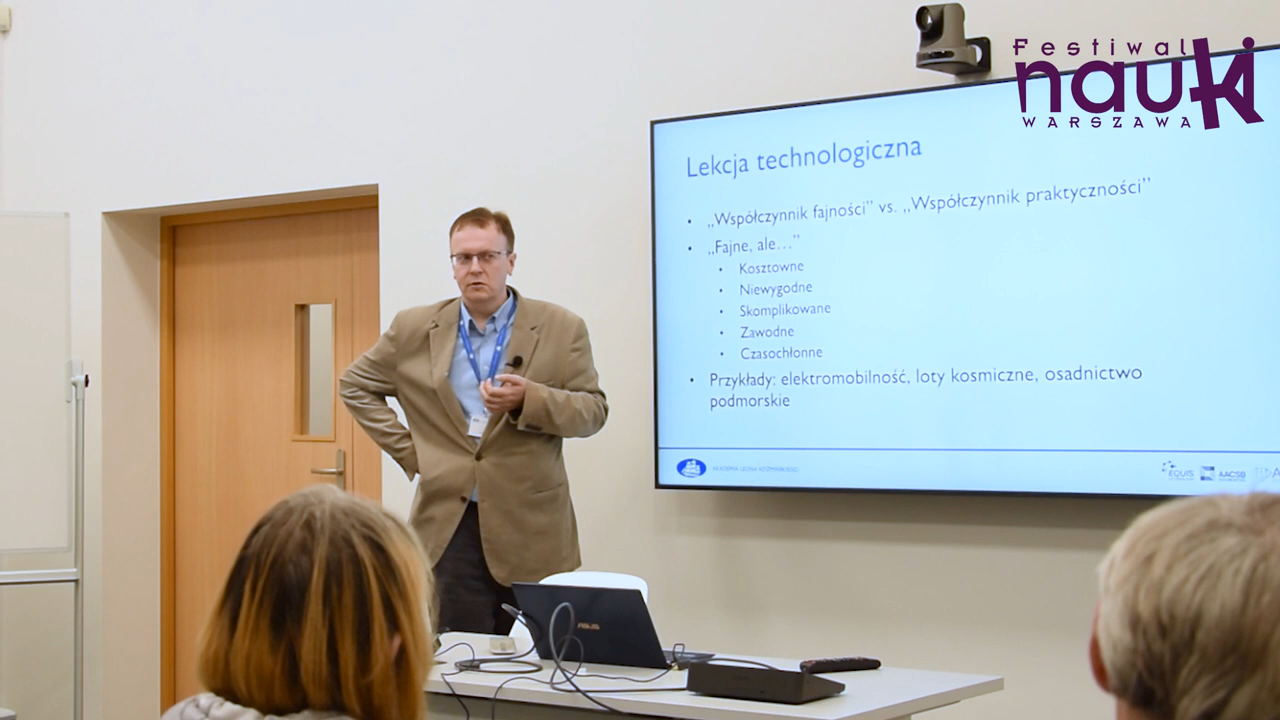 Festiwal
nauki
WARSZAWA
Lekcja technologiczna
• „Współczynnik fajności” vs. „Współczynnik praktyczności”
• „Fajne, ale…”
• Kosztowne
• Niewygodne
• Skomplikowane
• Zawodne
• Czasochłonne
• Przykłady: elektromobilność, loty kosmiczne, osadnictwo
podmorskie
AKADEMIA LEONA KOŹMIŃSKIEGO
EQUIS
AACSB
ASUS